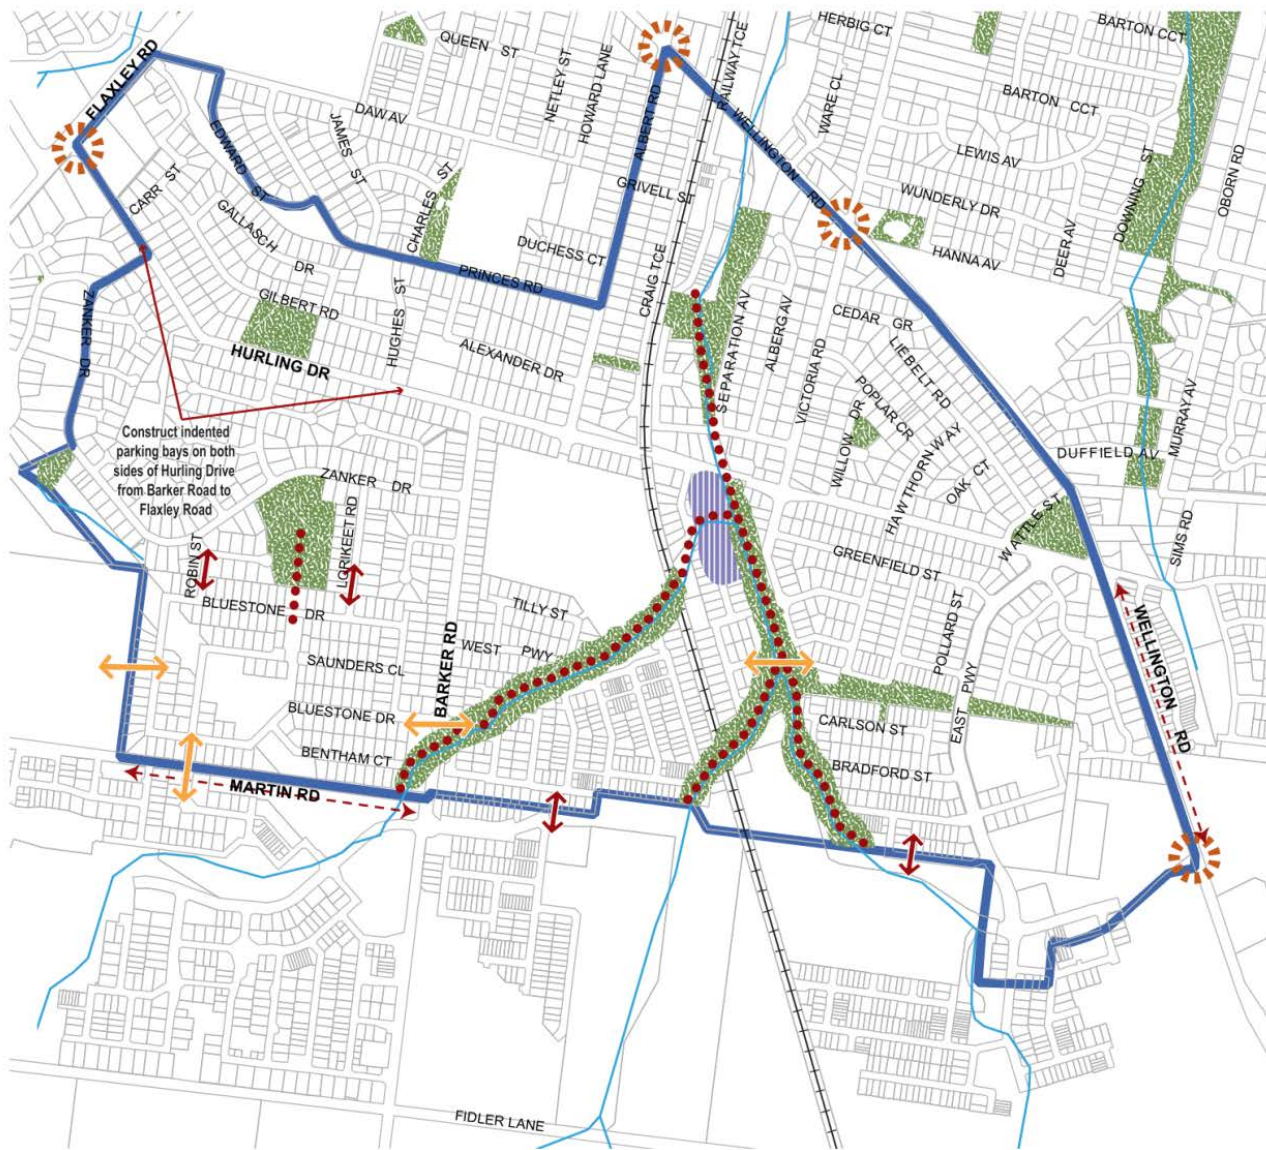 HERBIG CT
BARTON CCT
QUEEN ST
NETLEY ST
HOWARD LANE
RAILWAY TCE
FLAXLEY RD
WARE CL
BARTON CCT
DAW AV
JAMES ST
ALBERT RD
WELLINGTON RD
LEWIS AV
EDWARD ST
CARR ST
CHARLES ST
GRIVELL ST
WUNDERLY DR
DOWNING ST
OBORN RD
GALLASCH DR
DUCHESS CT
HANNA AV
DEER AV
PRINCES RD
CRAIG TCE
ZANKER DR
GILBERT RD
HUGHES ST
SEPARATION AV
ALBERG AV
CEDAR GR
HURLING DR
ALEXANDER DR
VICTORIA RD
LIEBELT RD
POPLAR CR
WILLOW DR
MURRAY AV
Construct indented
parking bays on both
sides of Hurling Drive
from Barker Road to
Flaxley Road
HAWTHORN WAY
OAK CT
DUFFIELD AV
ZANKER DR
LORIKEET RD
WATTLE ST
SIMS RD
ROBIN ST
GREENFIELD ST
BLUESTONE DR
TILLY ST
POLLARD ST
WELLINGTON RD
WEST PWY
BARKER RD
SAUNDERS CL
EAST PWY
BLUESTONE DR
CARLSON ST
BENTHAM CT
BRADFORD ST
MARTIN RD
FIDLER LANE